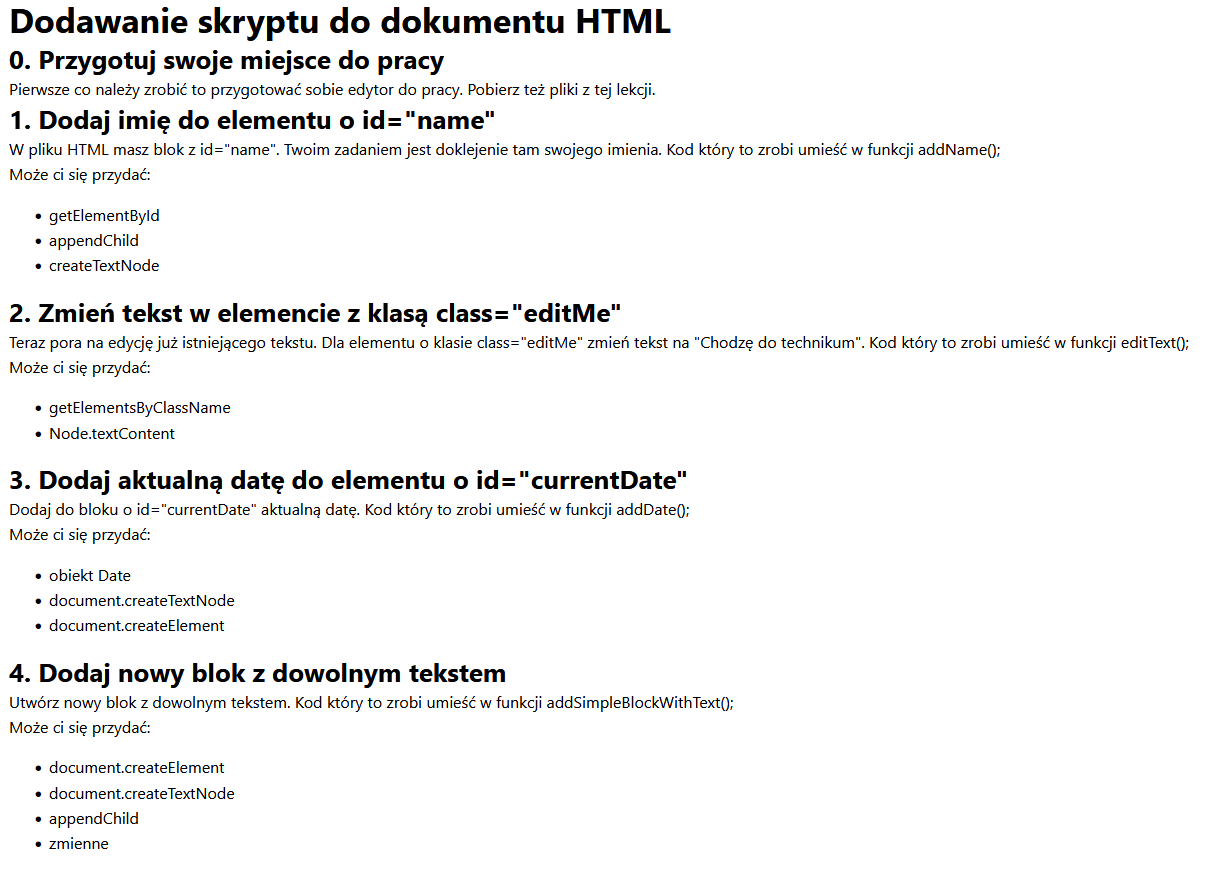 Dodawanie skryptu do dokumentu HTML
0. Przygotuj swoje miejsce do pracy
Pierwsze co należy zrobić to przygotować sobie edytor do pracy. Pobierz też pliki z tej lekcji.
1. Dodaj imię do elementu o id="name"
W pliku HTML masz blok z id="name". Twoim zadaniem jest doklejenie tam swojego imienia. Kod który to zrobi umieść w funkcji addName();
Może ci się przydać:
• getElementById
• appendChild
• createTextNode
2. Zmień tekst w elemencie z klasą class="editMe"
Teraz pora na edycję już istniejącego tekstu. Dla elementu o klasie class="editMe" zmień tekst na "Chodzę do technikum". Kod który to zrobi umieść w funkcji editText();
Może ci się przydać:
• getElementsByClassName
• Node.textContent
3. Dodaj aktualną datę do elementu o id="currentDate"
Dodaj do bloku o id="currentDate" aktualną datę. Kod który to zrobi umieść w funkcji addDate();
Może ci się przydać:
• obiekt Date
• document.createTextNode
• document.createElement
4. Dodaj nowy blok z dowolnym tekstem
Utwórz nowy blok z dowolnym tekstem. Kod który to zrobi umieść w funkcji addSimpleBlockWithText();
Może ci się przydać:
• document.createElement
• document.createTextNode
• appendChild
• zmienne